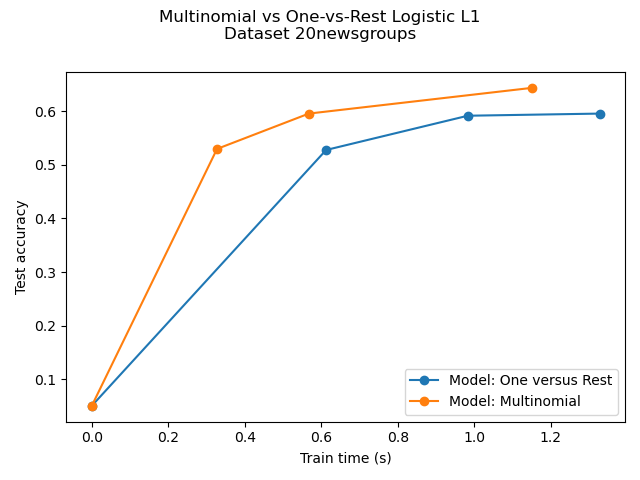 Multinomial vs One-vs-Rest Logistic L1
Dataset 20newsgroups
0.6
0.5
0.4
0.3
0.2
0.1
Test accuracy
0.0 0.2 0.4 0.6 0.8 1.0 1.2
Train time (s)
Model: One versus Rest
Model: Multinomial